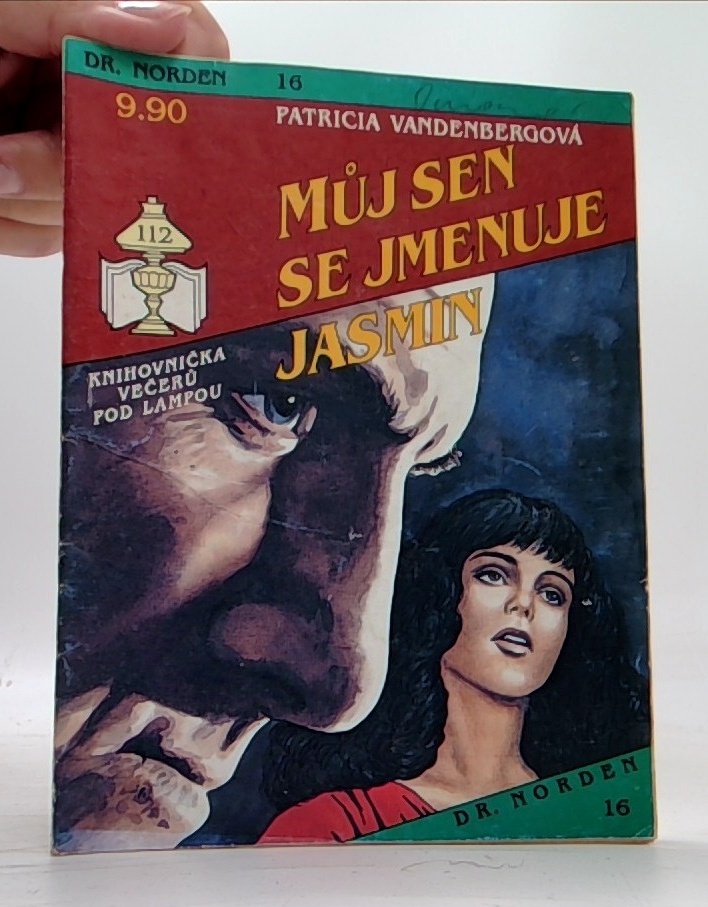 DR. NORDEN 16
9.90
PATRICIA VANDENBERGOVÁ
MŮJ SEN
SE JMENUJE
JASMIN
112
KNIHOVNIČKA
VEČERŮ
POD LAMPOU
DR. NORDEN
16